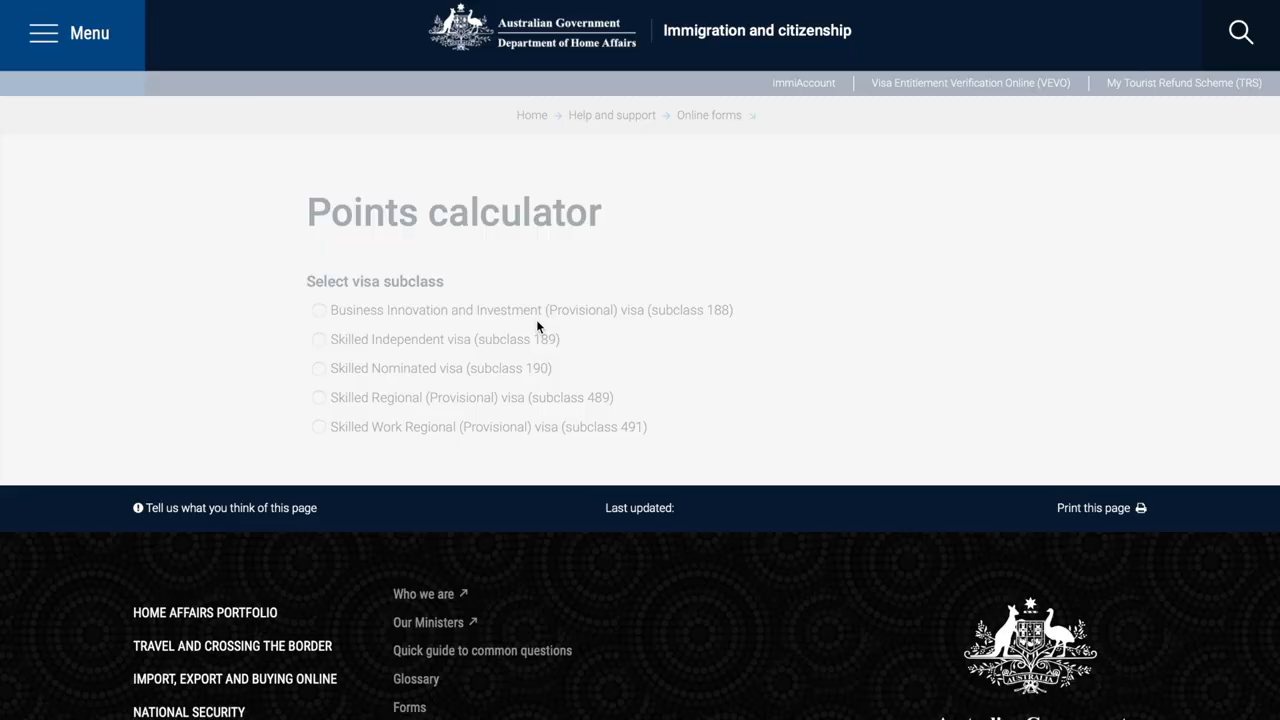 Menu
Australian Government
Department of Home Affairs
Immigration and citizenship
ImmiAccount
Visa Entitlement Verification Online (VEVO)
My Tourist Refund Scheme (TRS)
Home
Help and support
Online forms
Points calculator
Select visa subclass
Business Innovation and Investment (Provisional) visa (subclass 188)
Skilled Independent visa (subclass 189)
Skilled Nominated visa (subclass 190)
Skilled Regional (Provisional) visa (subclass 489)
Skilled Work Regional (Provisional) visa (subclass 491)
Tell us what you think of this page
Last updated:
Print this page
HOME AFFAIRS PORTFOLIO
TRAVEL AND CROSSING THE BORDER
IMPORT, EXPORT AND BUYING ONLINE
NATIONAL SECURITY
Who we are
Our Ministers
Quick guide to common questions
Glossary
Forms
AUSTRALIA
Australian Government